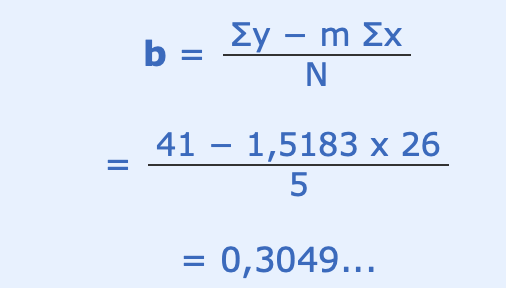 b = Σy − m Σx
N
= 41 − 1,5183 x 26
5
= 0,3049...